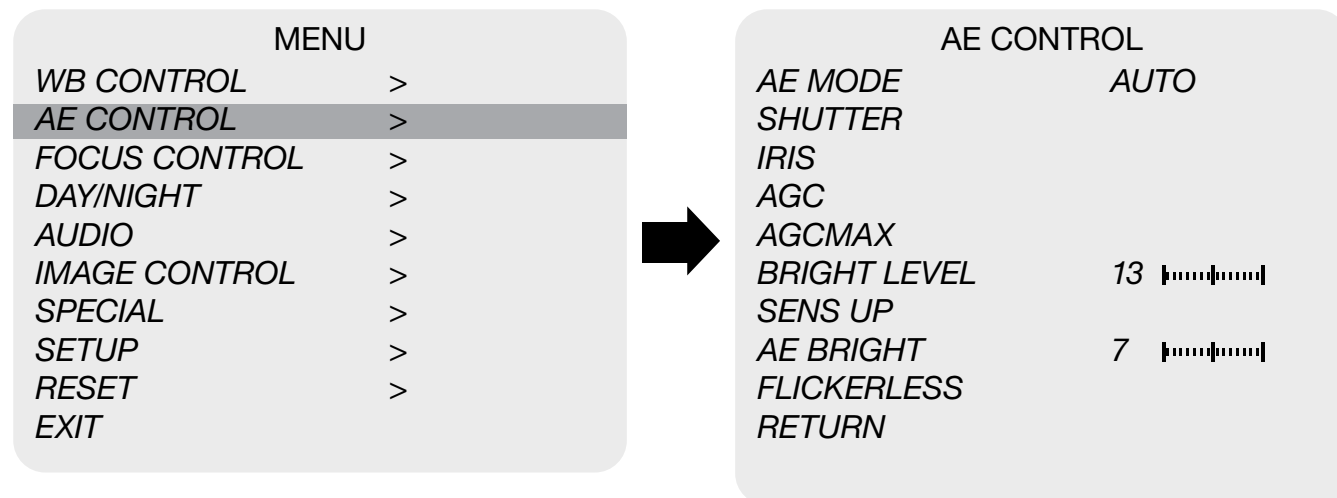 MENU
WB CONTROL >
AE CONTROL >
FOCUS CONTROL >
DAY/NIGHT >
AUDIO >
IMAGE CONTROL >
SPECIAL >
SETUP >
RESET >
EXIT
AE CONTROL
AE MODE AUTO
SHUTTER
IRIS
AGC
AGCMAX
BRIGHT LEVEL 13
SENS UP
AE BRIGHT 7
FLICKERLESS
RETURN